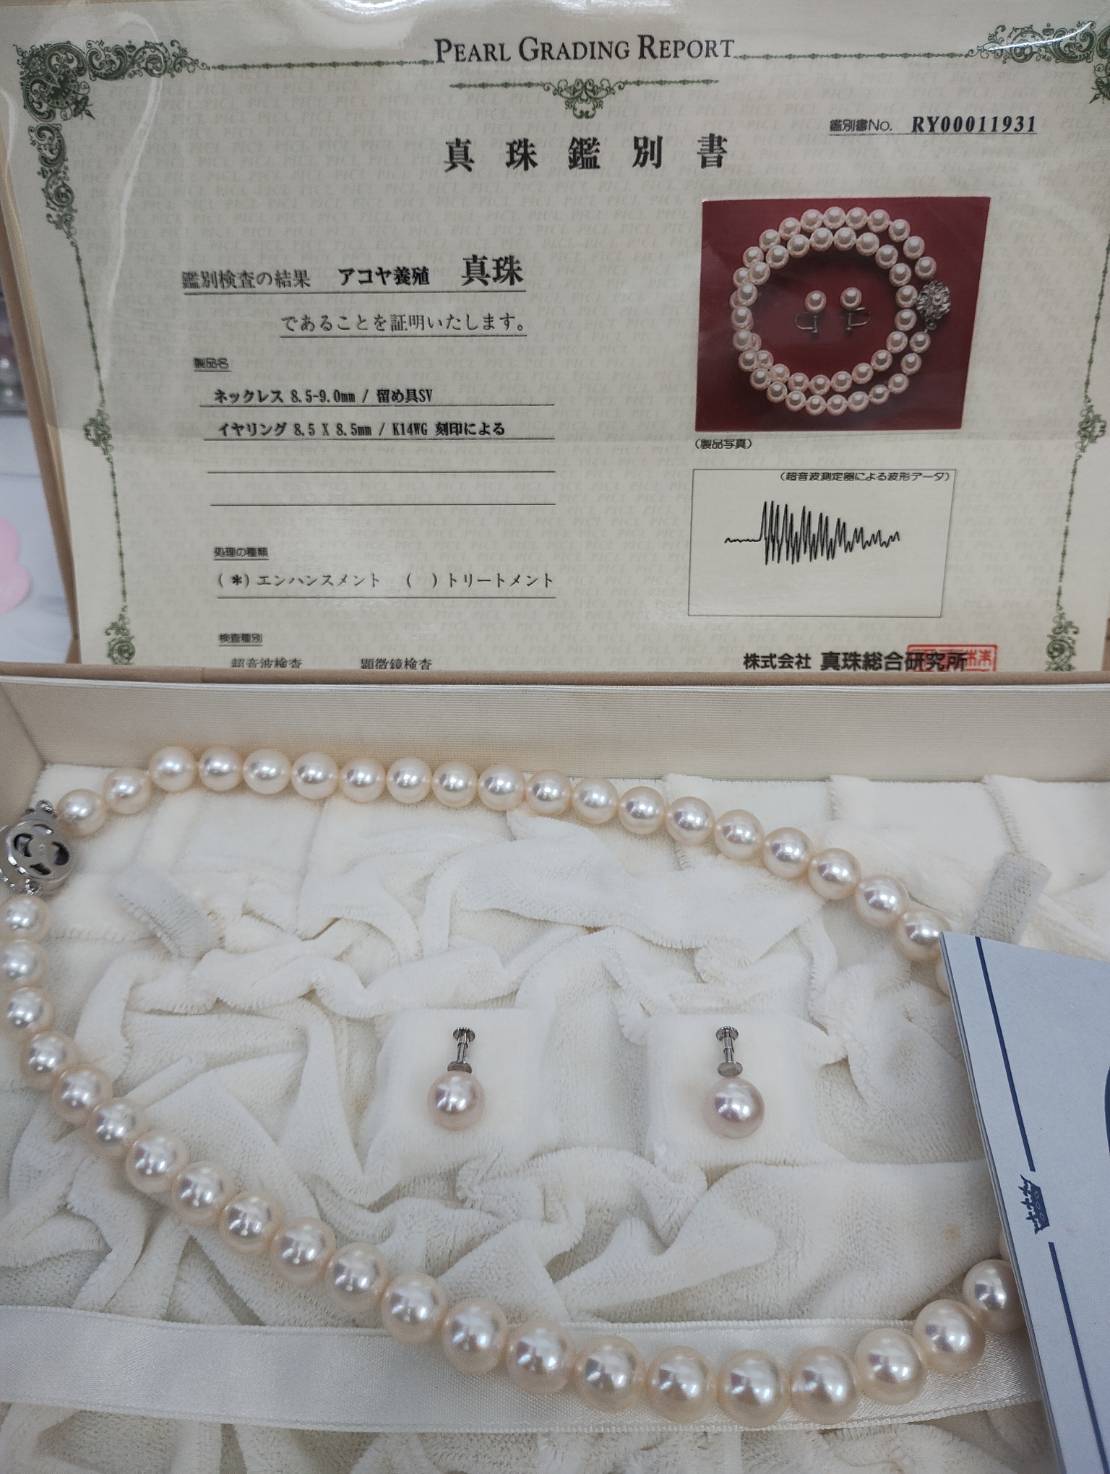 PEARL GRADING REPORT
鑑別書No. RY00011931
真珠鑑別書
鑑別検査の結果 アコヤ養殖 真珠
であることを証明いたします。
製品名
ネックレス 8.5-9.0mm / 留め具SV
イヤリング 8.5 X 8.5mm / K14WG 刻印による
(製品写真)
(超音波測定器による波形データ)
処理の種類
(*)エンハンスメント ( )トリートメント
検査種別
超音波検査 顕微鏡検査
株式会社 真珠総合研究所